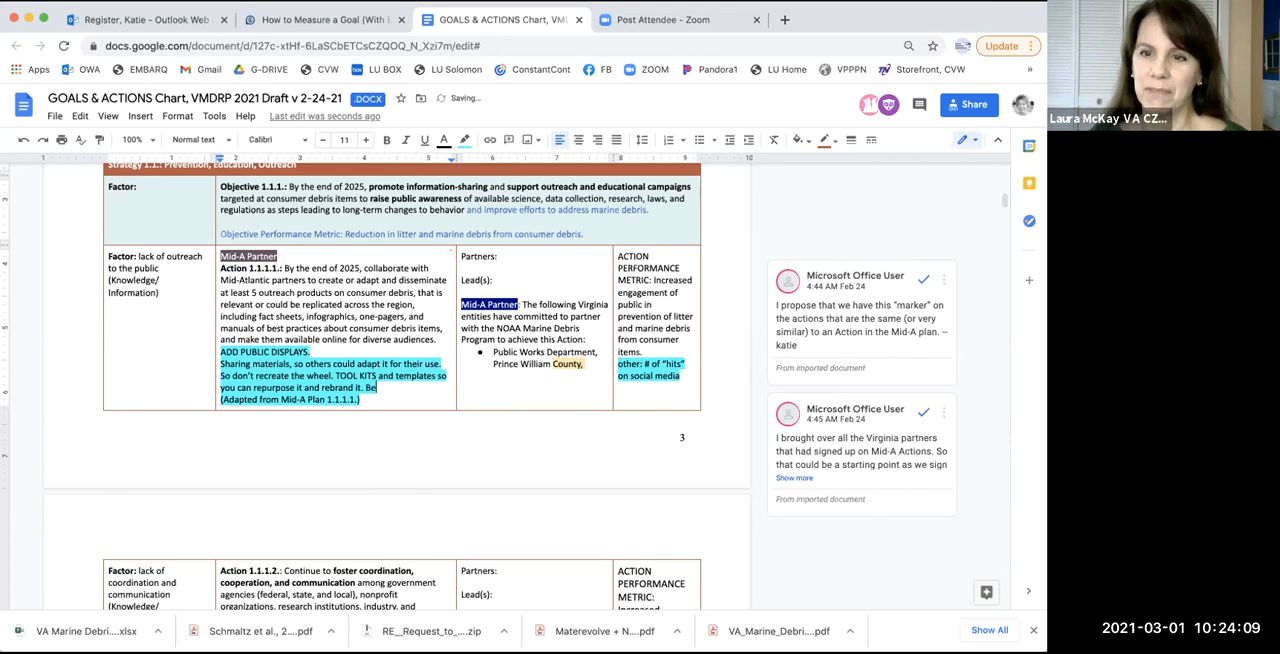 Register, Katie - Outlook Web
How to Measure a Goal (With
GOALS & ACTIONS Chart, VM
Post Attendee - Zoom
docs.google.com/document/d/127c-xtHf-6LaSCbETCsCZQOQ_N_Xzi7m/edit#
Update
Apps
OWA
EMBARQ
Gmail
G-DRIVE
CVW
LU BOX
LU Solomo
ConstantCont
FB
ZOOM
Pandora1
LU Home
VPPPN
Storefront, CVW
»
GOALS & ACTIONS Chart, VMDRP 2021 Draft v 2-24-21
.DOCX
Saving...
File
Edit
View
Insert
Format
Tools
Help
Last edit was seconds ago
Share
100%
Normal text
Calibri
11
Strategy 1.1.: Prevention, Education, Outreach
Factor:
Objective 1.1.1.: By the end of 2025, promote information-sharing and support outreach and educational campaigns
targeted at consumer debris items to raise public awareness of available science, data collection, research, laws, and
regulations as steps leading to long-term changes to behavior and improve efforts to address marine debris.
Objective Performance Metric: Reduction in litter and marine debris from consumer debris.
Factor: lack of outreach
to the public
(Knowledge/
Information)
Mid-A Partner
Action 1.1.1.1.: By the end of 2025, collaborate with
Mid-Atlantic partners to create or adapt and disseminate
at least 5 outreach products on consumer debris, that is
relevant or could be replicated across the region,
including fact sheets, infographics, one-pagers, and
manuals of best practices about consumer debris items,
and make them available online for diverse audiences.
ADD PUBLIC DISPLAYS.
Sharing materials, so others could adapt it for their use.
So don't recreate the wheel. TOOL KITS and templates so
you can repurpose it and rebrand it. Be
(Adapted from Mid-A Plan 1.1.1.1.)
Partners:
Lead(s):
Mid-A Partner: The following Virginia
entities have committed to partner
with the NOAA Marine Debris
Program to achieve this Action:
● Public Works Department,
Prince William County,
ACTION
PERFORMANCE
METRIC: Increased
engagement of
public in
prevention of litter
and marine debris
from consumer
items.
other: # of "hits"
on social media
3
Factor: lack of
coordination and
communication
(Knowledge/
Action 1.1.1.2.: Continue to foster coordination,
cooperation, and communication among government
agencies (federal, state, and local), nonprofit
organizations, research institutions, industry, and
Partners:
Lead(s):
ACTION
PERFORMANCE
METRIC:
Increased
Microsoft Office User
4:44 AM Feb 24
I propose that we have this "marker" on
the actions that are the same (or very
similar) to an Action in the Mid-A plan. --
katie
From imported document
Microsoft Office User
4:45 AM Feb 24
I brought over all the Virginia partners
that had signed up on Mid-A Actions. So
that could be a starting point as we sign
Show more
From imported document
VA Marine Debri....xlsx
Schmaltz et al, 2....pdf
RE__Request_to_....zip
Materevolve + N....pdf
VA_Marine_Debri....pdf
Show All
Laura McKay VA CZ...
2021-03-01 10:24:09